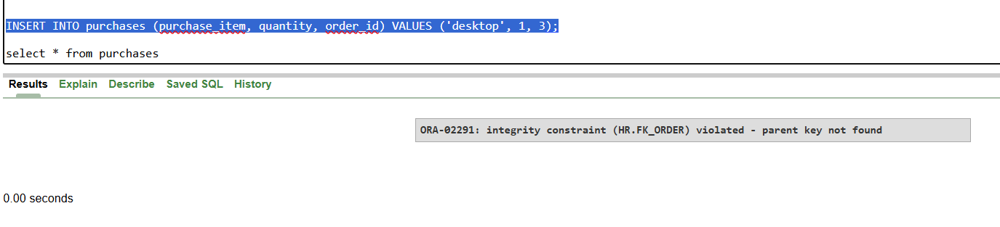 INSERT INTO purchases (purchase_item, quantity, order_id) VALUES ('desktop', 1, 3);
select * from purchases
Results Explain Describe Saved SQL History
ORA-02291: integrity constraint (HR.FK_ORDER) violated - parent key not found
0.00 seconds